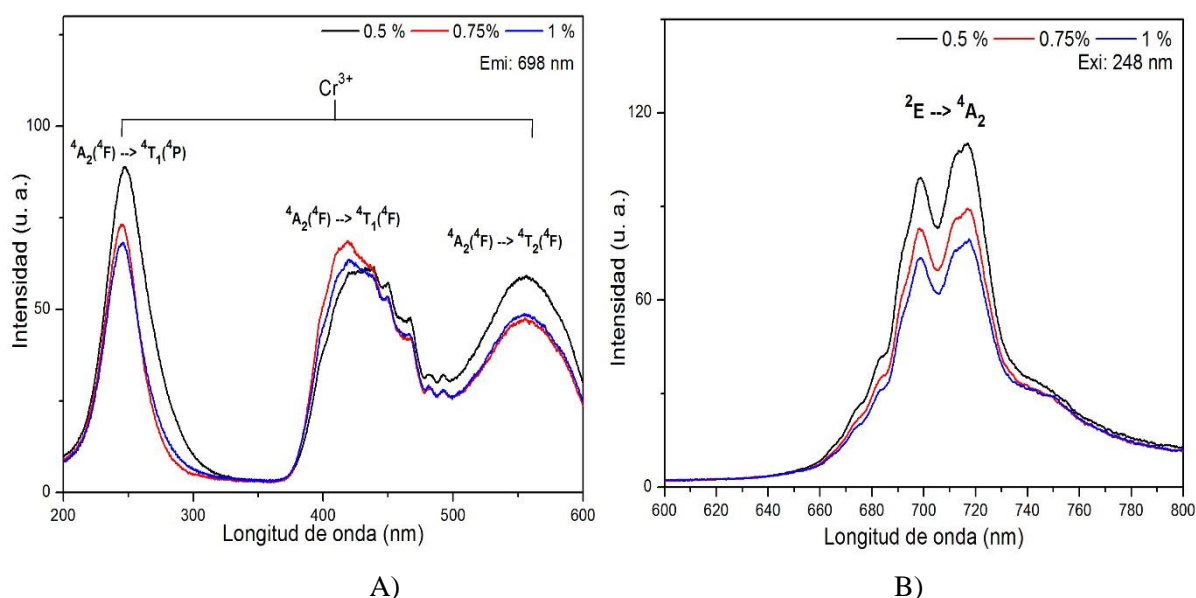 0.5 % 0.75% 1 %
Emi: 698 nm
Cr³⁺
⁴A₂(⁴F) --> ⁴T₁(⁴P)
⁴A₂(⁴F) --> ⁴T₁(⁴F)
⁴A₂(⁴F) --> ⁴T₂(⁴F)
100
50
0
Intensidad (u. a.)
200 300 400 500 600
Longitud de onda (nm)
A)
0.5 % 0.75% 1 %
Exi: 248 nm
²E --> ⁴A₂
120
60
0
Intensidad (u. a.)
600 620 640 660 680 700 720 740 760 780 800
Longitud de onda (nm)
B)